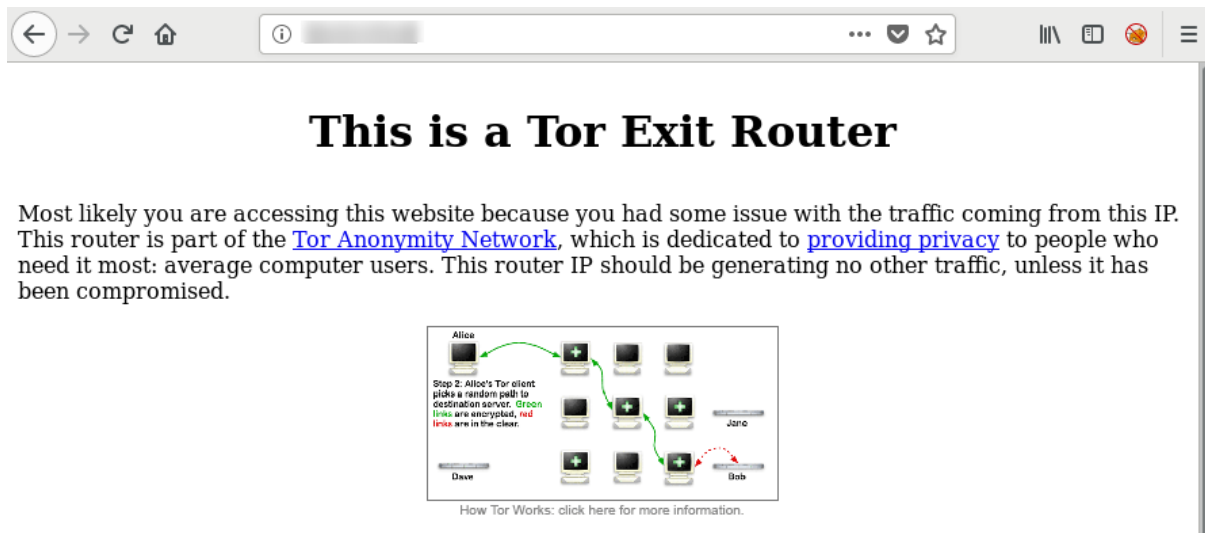 This is a Tor Exit Router
Most likely you are accessing this website because you had some issue with the traffic coming from this IP.
This router is part of the Tor Anonymity Network, which is dedicated to providing privacy to people who
need it most: average computer users. This router IP should be generating no other traffic, unless it has
been compromised.
Alice
Step 2: Alice's Tor client
picks a random path to
destination server. Green
links are encrypted, red
links are in the clear.
Jane
Dave
Bob
How Tor Works: click here for more information.